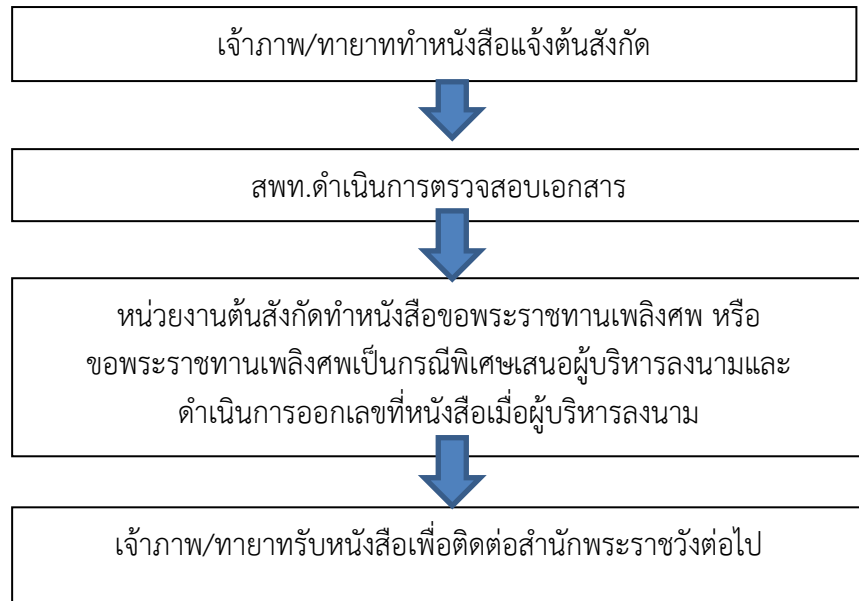 เจ้าภาพ/ทายาททำหนังสือแจ้งต้นสังกัด
สพท.ดำเนินการตรวจสอบเอกสาร
หน่วยงานต้นสังกัดทำหนังสือขอพระราชทานเพลิงศพ หรือ
ขอพระราชทานเพลิงศพเป็นกรณีพิเศษเสนอผู้บริหารลงนามและ
ดำเนินการออกเลขที่หนังสือเมื่อผู้บริหารลงนาม
เจ้าภาพ/ทายาทรับหนังสือเพื่อติดต่อสำนักพระราชวังต่อไป